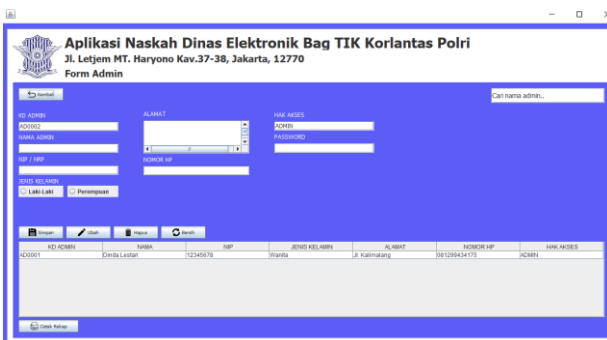 Aplikasi Naskah Dinas Elektronik Bag TIK Korlantas Polri
Jl. Letjem MT. Haryono Kav.37-38, Jakarta, 12770
Form Admin
Kembali
Cari nama admin..
KD ADMIN
AD0002
NAMA ADMIN
NIP / NRP
JENIS KELAMIN
Laki-Laki Perempuan
ALAMAT
NOMOR HP
HAK AKSES
ADMIN
PASSWORD
Simpan Ubah Hapus Bersih
KD ADMIN NAMA NIP JENIS KELAMIN ALAMAT NOMOR HP HAK AKSES
AD0001 Dinda Lestari 12345678 Wanita Jl. Kalimalang 081299434175 ADMIN
Cetak Rekap